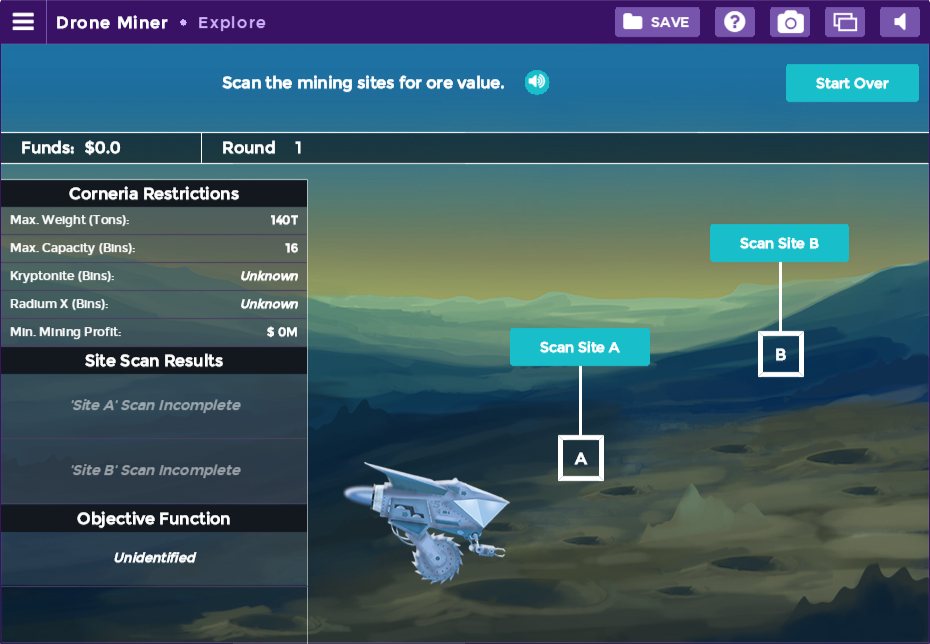 Drone Miner • Explore
SAVE
?
Scan the mining sites for ore value.
Start Over
Funds: $0.0
Round 1
Corneria Restrictions
Max. Weight (Tons): 140T
Max. Capacity (Bins): 16
Kryptonite (Bins): Unknown
Radium X (Bins): Unknown
Min. Mining Profit: $ 0M
Site Scan Results
'Site A' Scan Incomplete
'Site B' Scan Incomplete
Objective Function
Unidentified
Scan Site B
B
Scan Site A
A